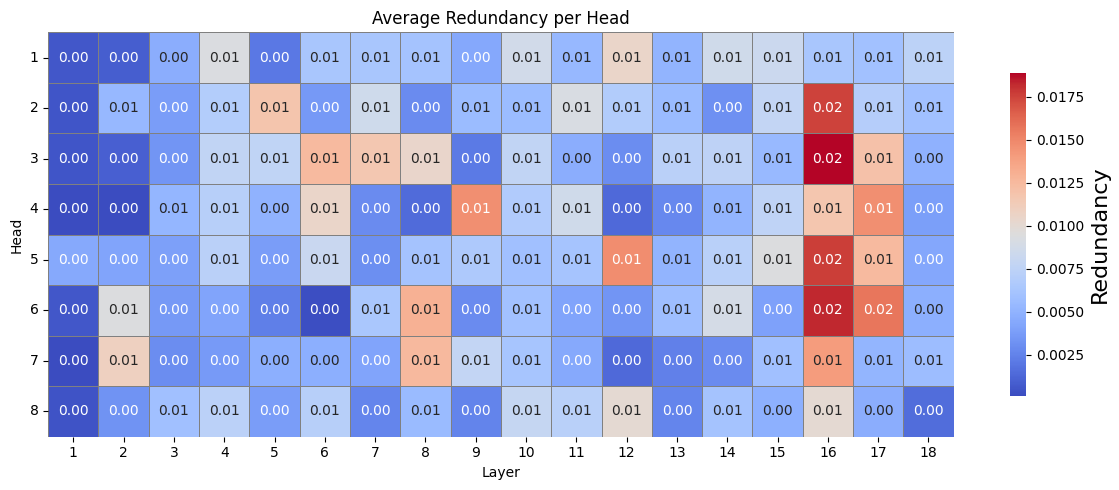 Average Redundancy per Head
1 0.00 0.00 0.00 0.01 0.00 0.01 0.01 0.01 0.00 0.01 0.01 0.01 0.01 0.01 0.01 0.01 0.01 0.01
2 0.00 0.01 0.00 0.01 0.01 0.00 0.01 0.00 0.01 0.01 0.01 0.01 0.01 0.00 0.01 0.02 0.01 0.01
3 0.00 0.00 0.00 0.01 0.01 0.01 0.01 0.01 0.00 0.01 0.00 0.00 0.01 0.01 0.01 0.02 0.01 0.00
4 0.00 0.00 0.01 0.01 0.00 0.01 0.00 0.00 0.01 0.01 0.01 0.00 0.00 0.01 0.01 0.01 0.01 0.00
5 0.00 0.00 0.00 0.01 0.00 0.01 0.00 0.01 0.01 0.01 0.01 0.01 0.01 0.01 0.01 0.02 0.01 0.00
6 0.00 0.01 0.00 0.00 0.00 0.00 0.01 0.01 0.00 0.01 0.00 0.00 0.01 0.01 0.00 0.02 0.02 0.00
7 0.00 0.01 0.00 0.00 0.00 0.00 0.00 0.01 0.01 0.01 0.00 0.00 0.00 0.00 0.01 0.01 0.01 0.01
8 0.00 0.00 0.01 0.01 0.00 0.01 0.00 0.01 0.00 0.01 0.01 0.01 0.00 0.01 0.00 0.01 0.00 0.00
1 2 3 4 5 6 7 8 9 10 11 12 13 14 15 16 17 18
Layer
Head
0.0175
0.0150
0.0125
0.0100
0.0075
0.0050
0.0025
Redundancy